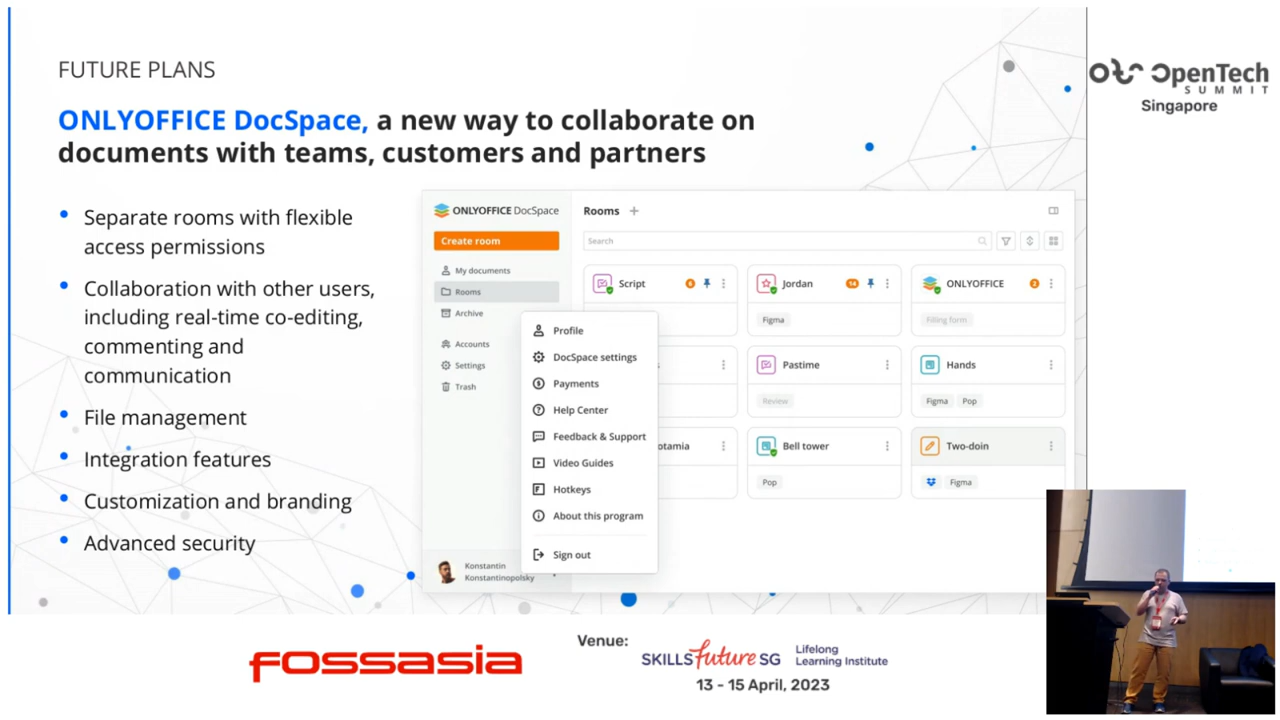 FUTURE PLANS
ONLYOFFICE DocSpace, a new way to collaborate on
documents with teams, customers and partners
Separate rooms with flexible
access permissions
Collaboration with other users,
including real-time co-editing,
commenting and
communication
File management
Integration features
Customization and branding
Advanced security
ONLYOFFICE DocSpace
Create room
My documents
Rooms
Archive
Accounts
Settings
Trash
Konstantin
Konstantinopolsky
Profile
DocSpace settings
Payments
Help Center
Feedback & Support
Video Guides
Hotkeys
About this program
Sign out
Rooms
Search
Script 6
Jordan 14
Figma
ONLYOFFICE 2
Filling form
s
Pastime
Review
Hands
Figma Pop
otamia
Bell tower
Pop
Two-doin
Figma
OpenTech
SUMMIT
Singapore
fossasia
Venue:
SKILLSfuture SG
Lifelong
Learning Institute
13 - 15 April, 2023